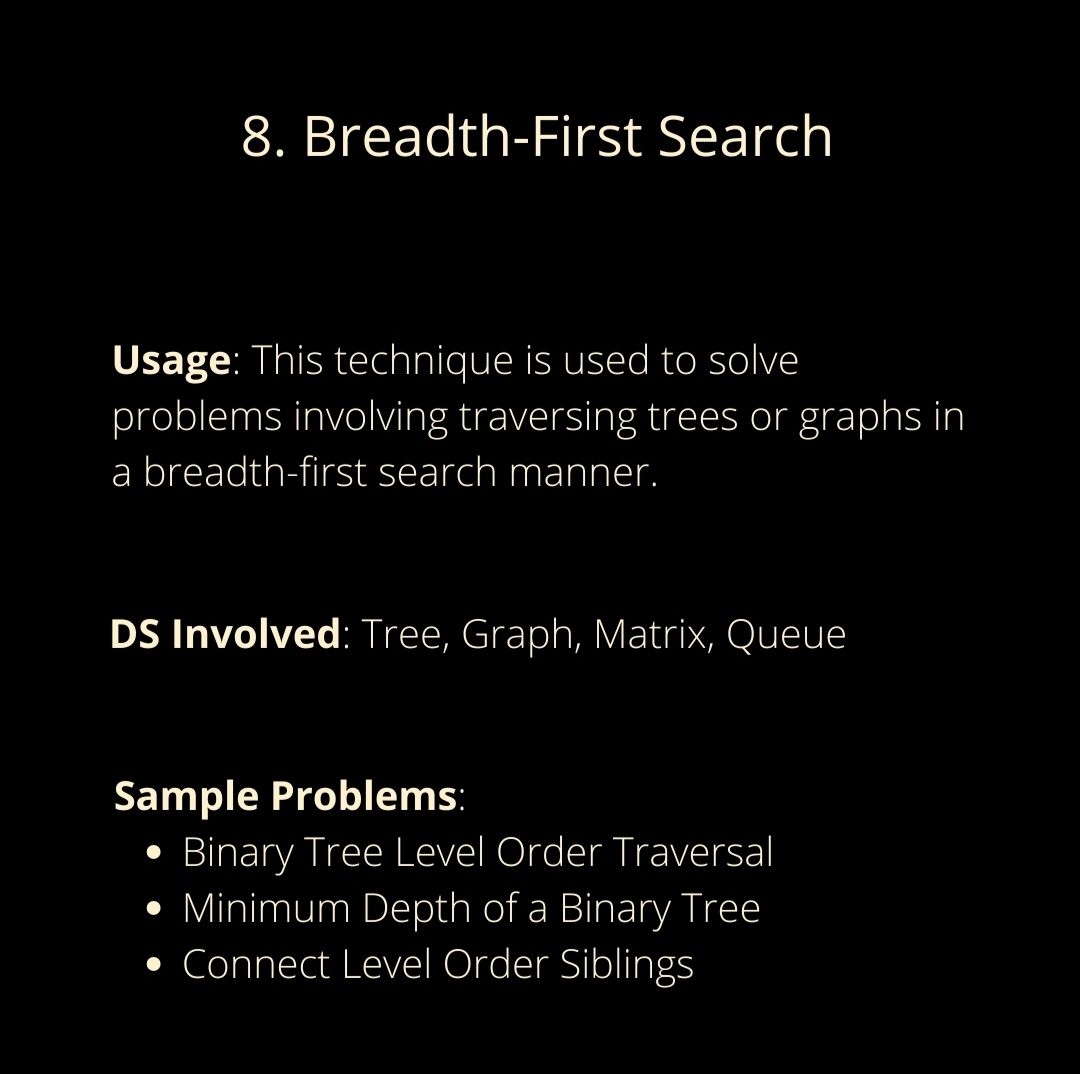 8. Breadth-First Search
Usage: This technique is used to solve
problems involving traversing trees or graphs in
a breadth-first search manner.
DS Involved: Tree, Graph, Matrix, Queue
Sample Problems:
• Binary Tree Level Order Traversal
• Minimum Depth of a Binary Tree
• Connect Level Order Siblings